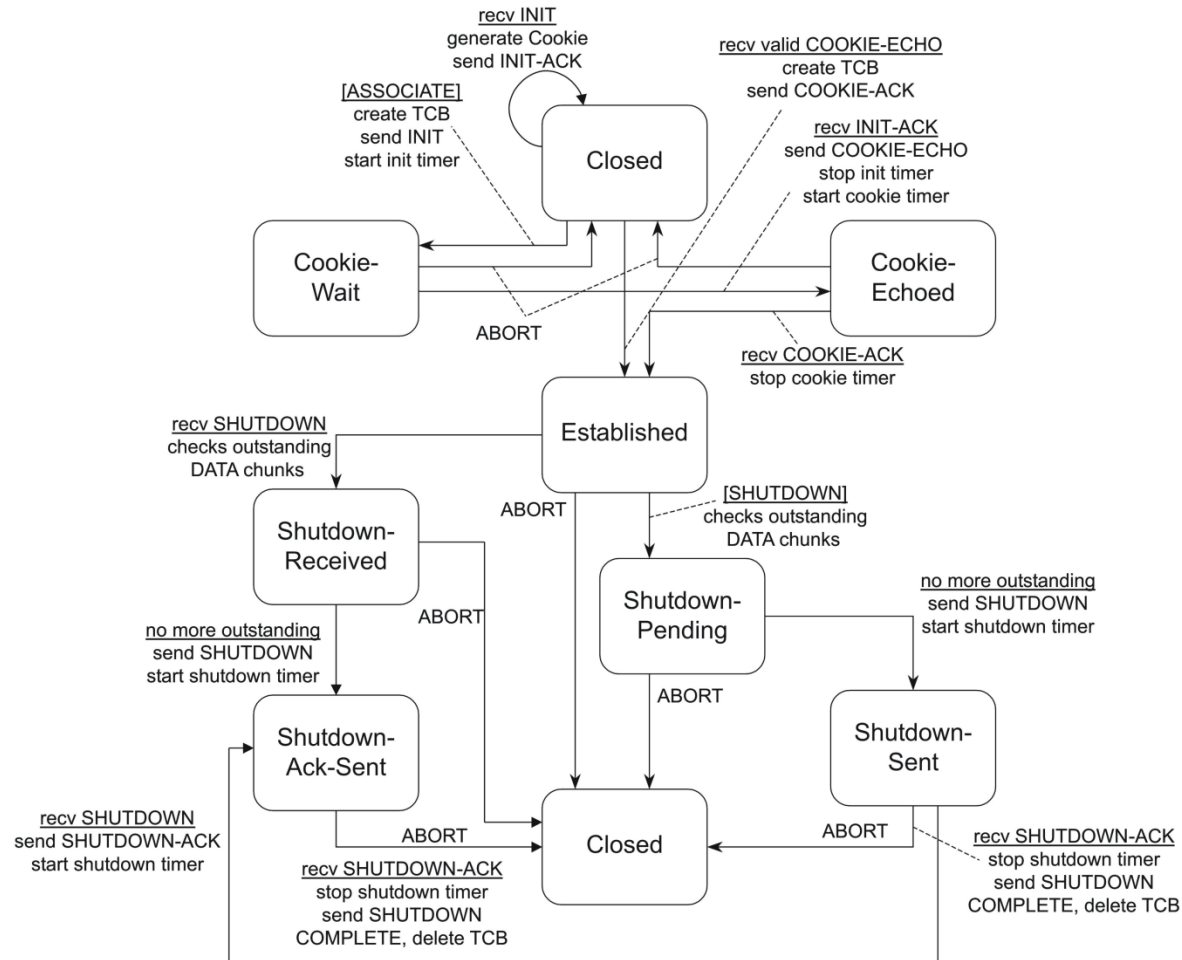 recv INIT
generate Cookie
send INIT-ACK
recv valid COOKIE-ECHO
create TCB
send COOKIE-ACK
[ASSOCIATE]
create TCB
send INIT
start init timer
recv INIT-ACK
send COOKIE-ECHO
stop init timer
start cookie timer
Closed
Cookie-
Wait
Cookie-
Echoed
ABORT
recv COOKIE-ACK
stop cookie timer
Established
recv SHUTDOWN
checks outstanding
DATA chunks
ABORT
[SHUTDOWN]
checks outstanding
DATA chunks
Shutdown-
Received
Shutdown-
Pending
ABORT
no more outstanding
send SHUTDOWN
start shutdown timer
no more outstanding
send SHUTDOWN
start shutdown timer
ABORT
Shutdown-
Ack-Sent
Shutdown-
Sent
recv SHUTDOWN
send SHUTDOWN-ACK
start shutdown timer
ABORT
Closed
ABORT
recv SHUTDOWN-ACK
stop shutdown timer
send SHUTDOWN
COMPLETE, delete TCB
recv SHUTDOWN-ACK
stop shutdown timer
send SHUTDOWN
COMPLETE, delete TCB